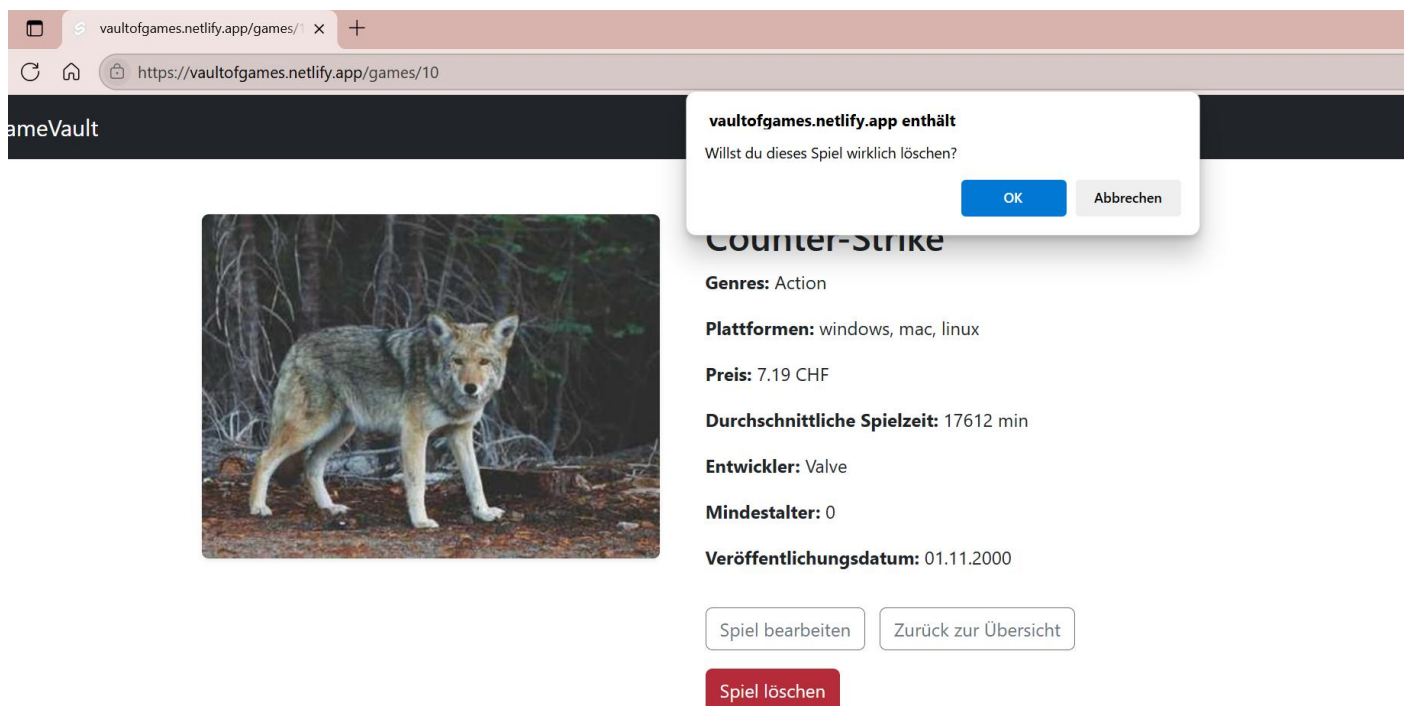 vaultofgames.netlify.app/games/1
https://vaultofgames.netlify.app/games/10
ameVault
vaultofgames.netlify.app enthält
Willst du dieses Spiel wirklich löschen?
OK
Abbrechen
Counter-Strike
Genres: Action
Plattformen: windows, mac, linux
Preis: 7.19 CHF
Durchschnittliche Spielzeit: 17612 min
Entwickler: Valve
Mindestalter: 0
Veröffentlichungsdatum: 01.11.2000
Spiel bearbeiten
Zurück zur Übersicht
Spiel löschen